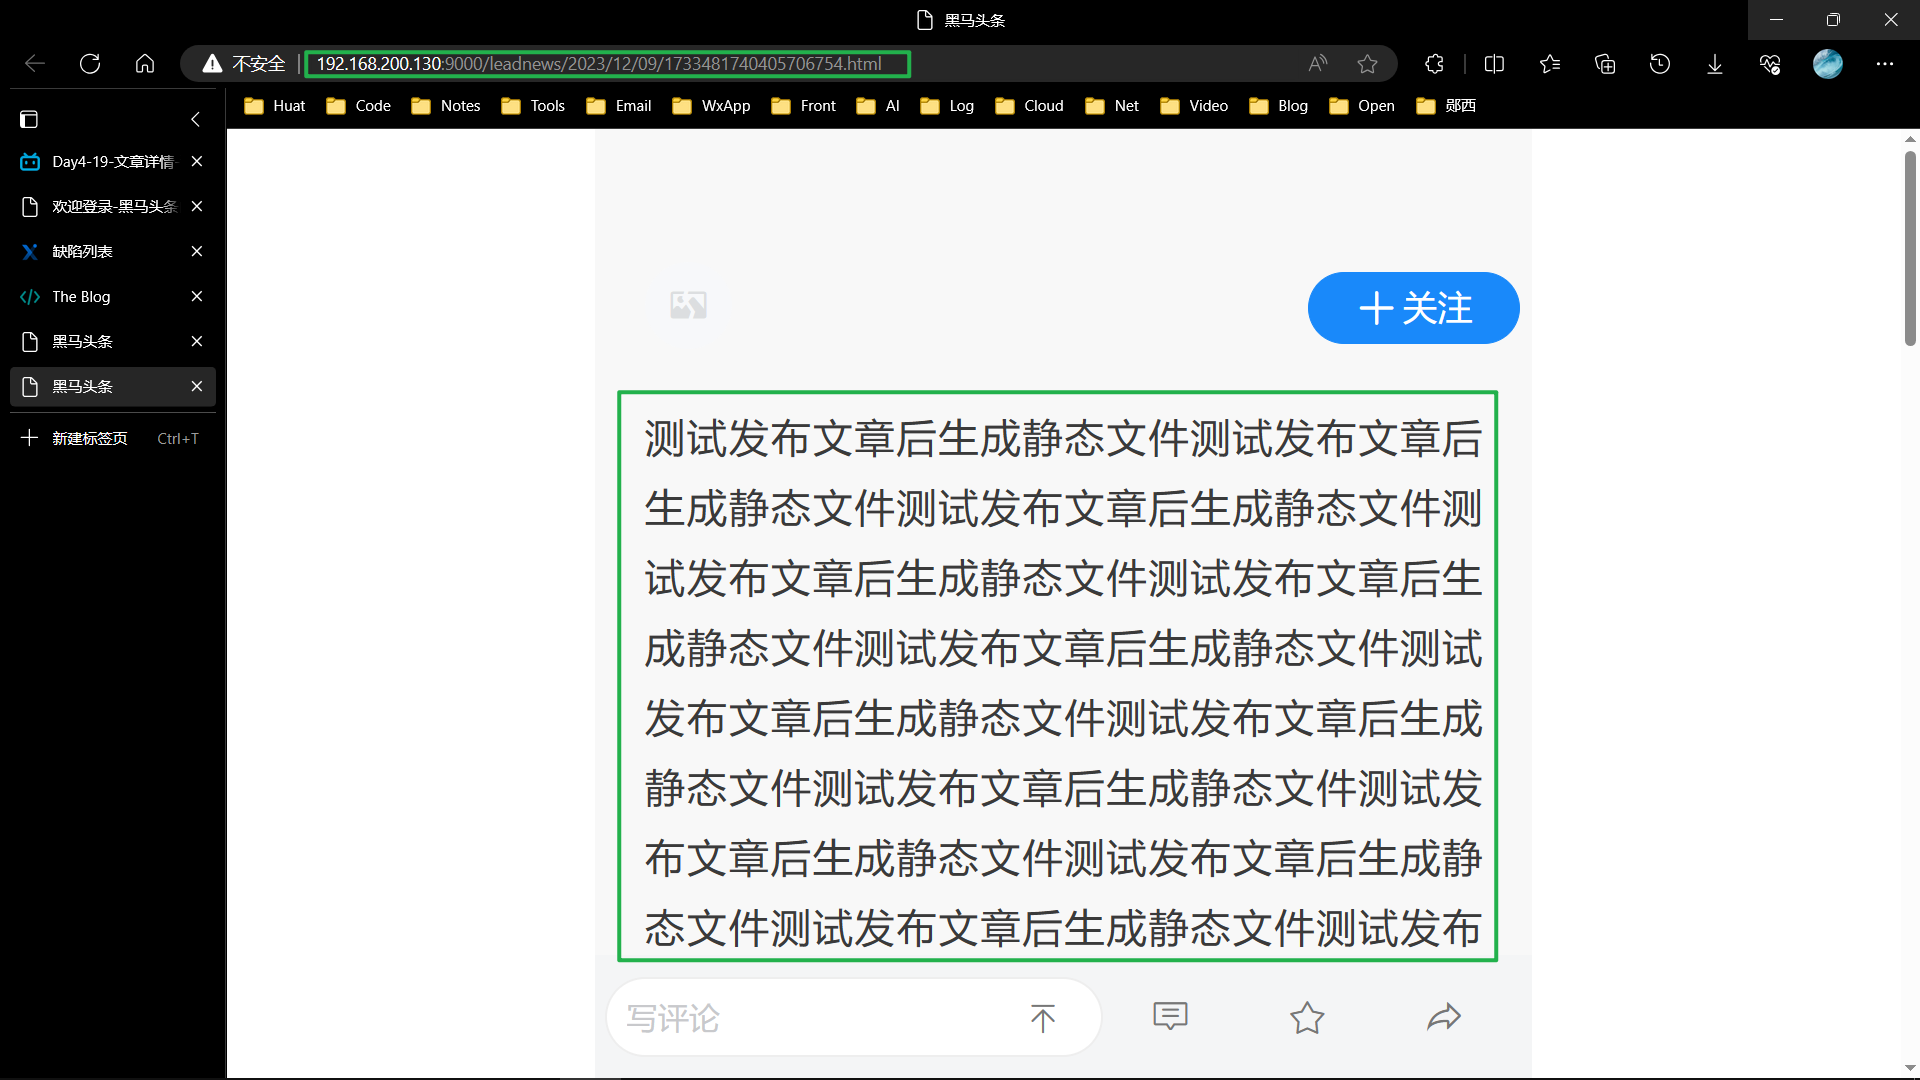 黑马头条
不安全
192.168.200.130:9000/leadnews/2023/12/09/1733481740405706754.html
Huat
Code
Notes
Tools
Email
WxApp
Front
AI
Log
Cloud
Net
Video
Blog
Open
郧西
Day4-19-文章详情-
欢迎登录-黑马头条
缺陷列表
The Blog
黑马头条
黑马头条
新建标签页 Ctrl+T
关注
测试发布文章后生成静态文件测试发布文章后
生成静态文件测试发布文章后生成静态文件测
试发布文章后生成静态文件测试发布文章后生
成静态文件测试发布文章后生成静态文件测试
发布文章后生成静态文件测试发布文章后生成
静态文件测试发布文章后生成静态文件测试发
布文章后生成静态文件测试发布文章后生成静
态文件测试发布文章后生成静态文件测试发布
写评论